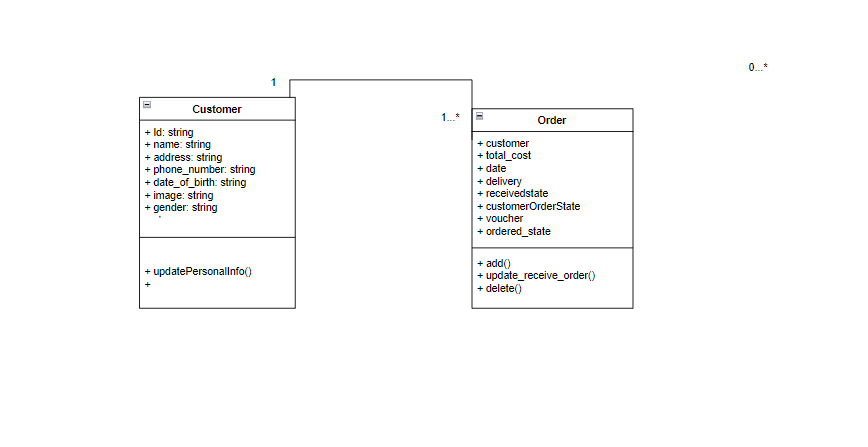 0...*
1
Customer
+ Id: string
+ name: string
+ address: string
+ phone_number: string
+ date_of_birth: string
+ image: string
+ gender: string
+ updatePersonalInfo()
+
1...*
Order
+ customer
+ total_cost
+ date
+ delivery
+ receivedstate
+ customerOrderState
+ voucher
+ ordered_state
+ add()
+ update_receive_order()
+ delete()